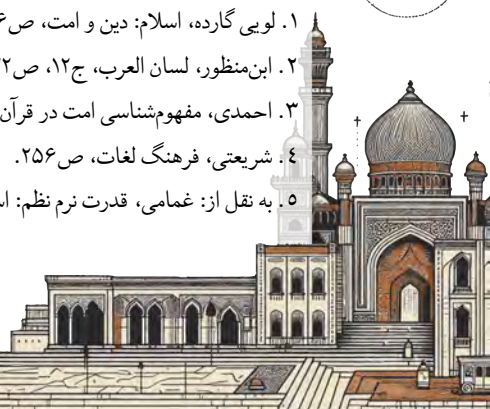 ۱. لویی گارده، اسلام: دین و امت، ص
۲. ابن‌منظور، لسان العرب، ج۱۲، ص
۳. احمدی، مفهوم‌شناسی امت در قرآن
۴. شریعتی، فرهنگ لغات، ص۲۵۶.
۵. به نقل از: غمامی، قدرت نرم نظم: